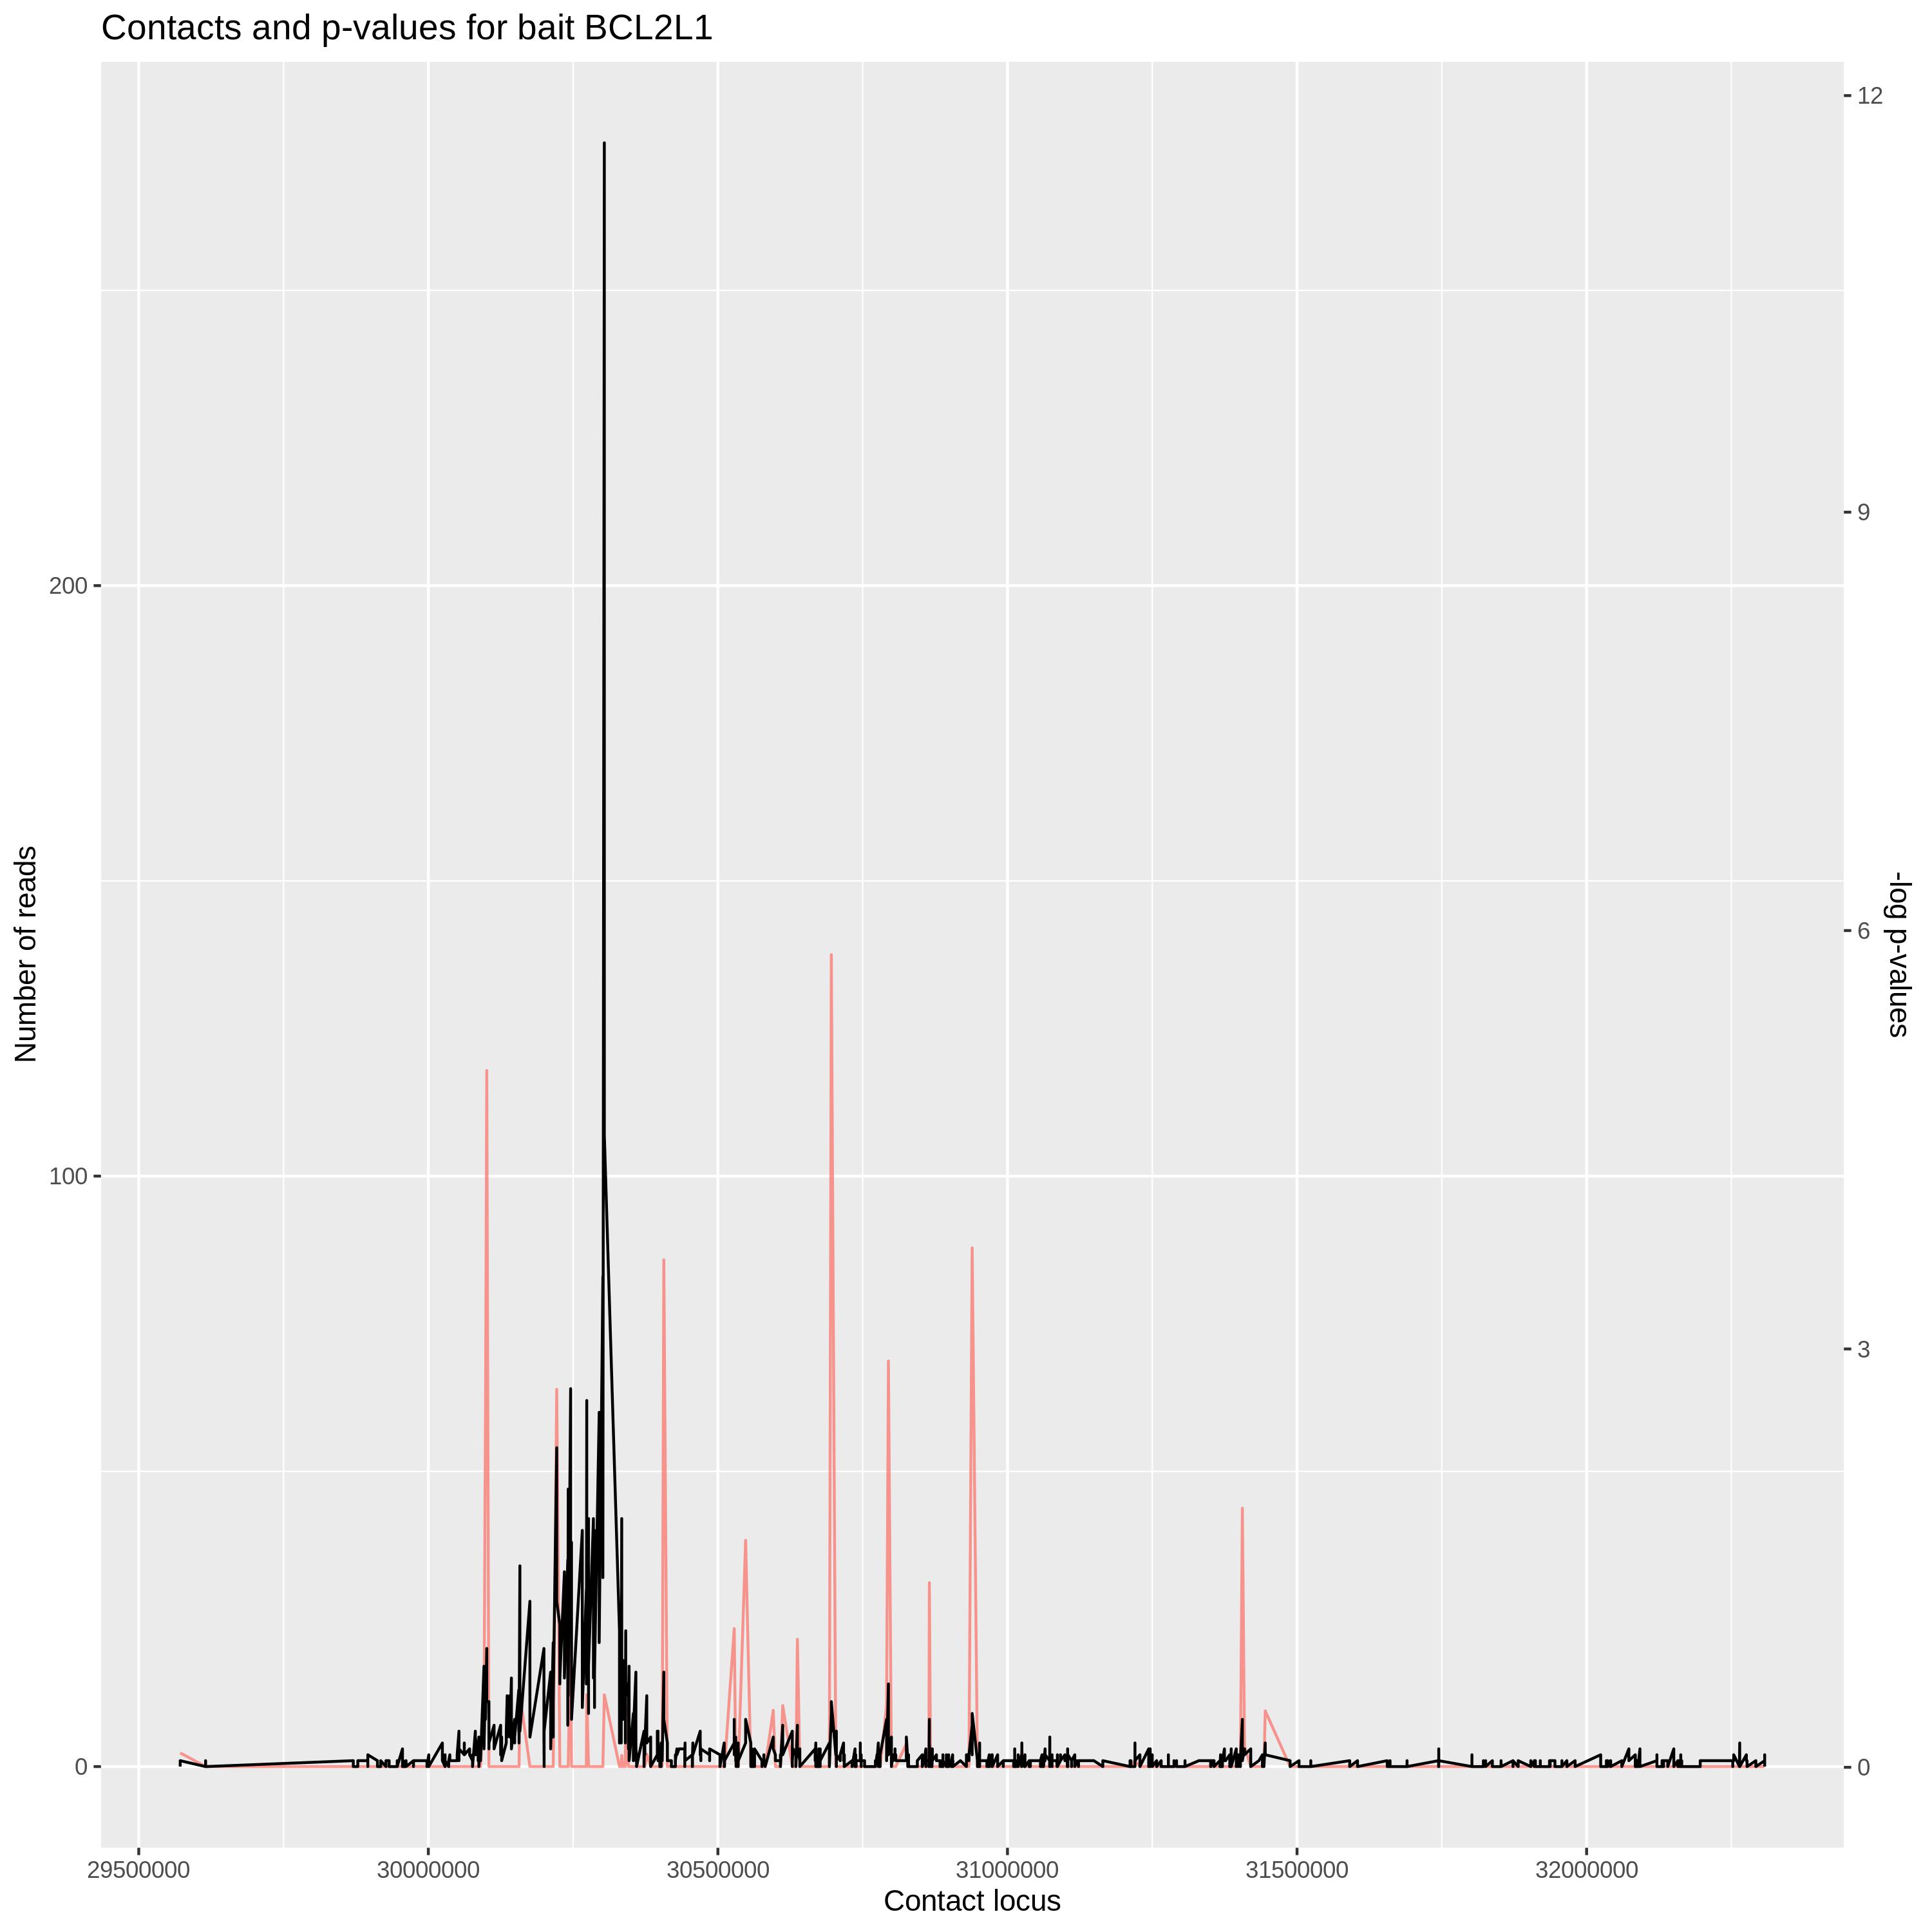 Contacts and p-values for bait BCL2L1
12
9
200
6
Number of reads
-log p-values
100
3
0
0
29500000 30000000 30500000 31000000 31500000 32000000
Contact locus